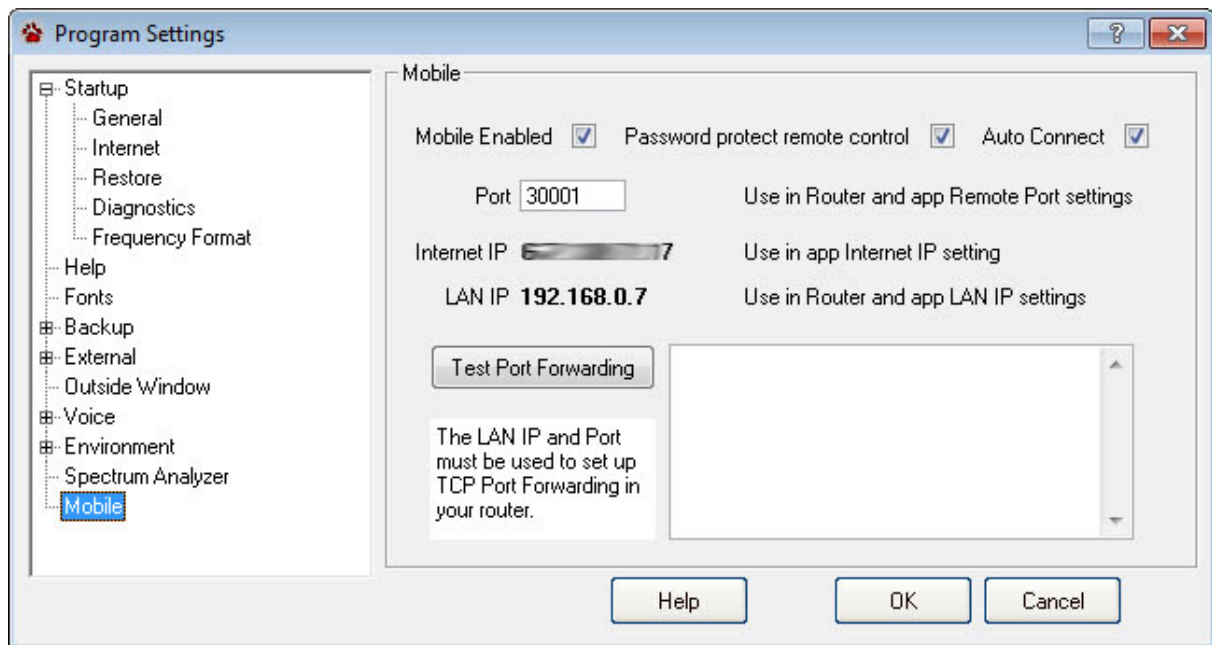 Program Settings
Startup
General
Internet
Restore
Diagnostics
Frequency Format
Help
Fonts
Backup
External
Outside Window
Voice
Environment
Spectrum Analyzer
Mobile
Mobile
Mobile Enabled Password protect remote control Auto Connect
Port 30001 Use in Router and app Remote Port settings
Internet IP Use in app Internet IP setting
LAN IP 192.168.0.7 Use in Router and app LAN IP settings
Test Port Forwarding
The LAN IP and Port
must be used to set up
TCP Port Forwarding in
your router.
Help OK Cancel